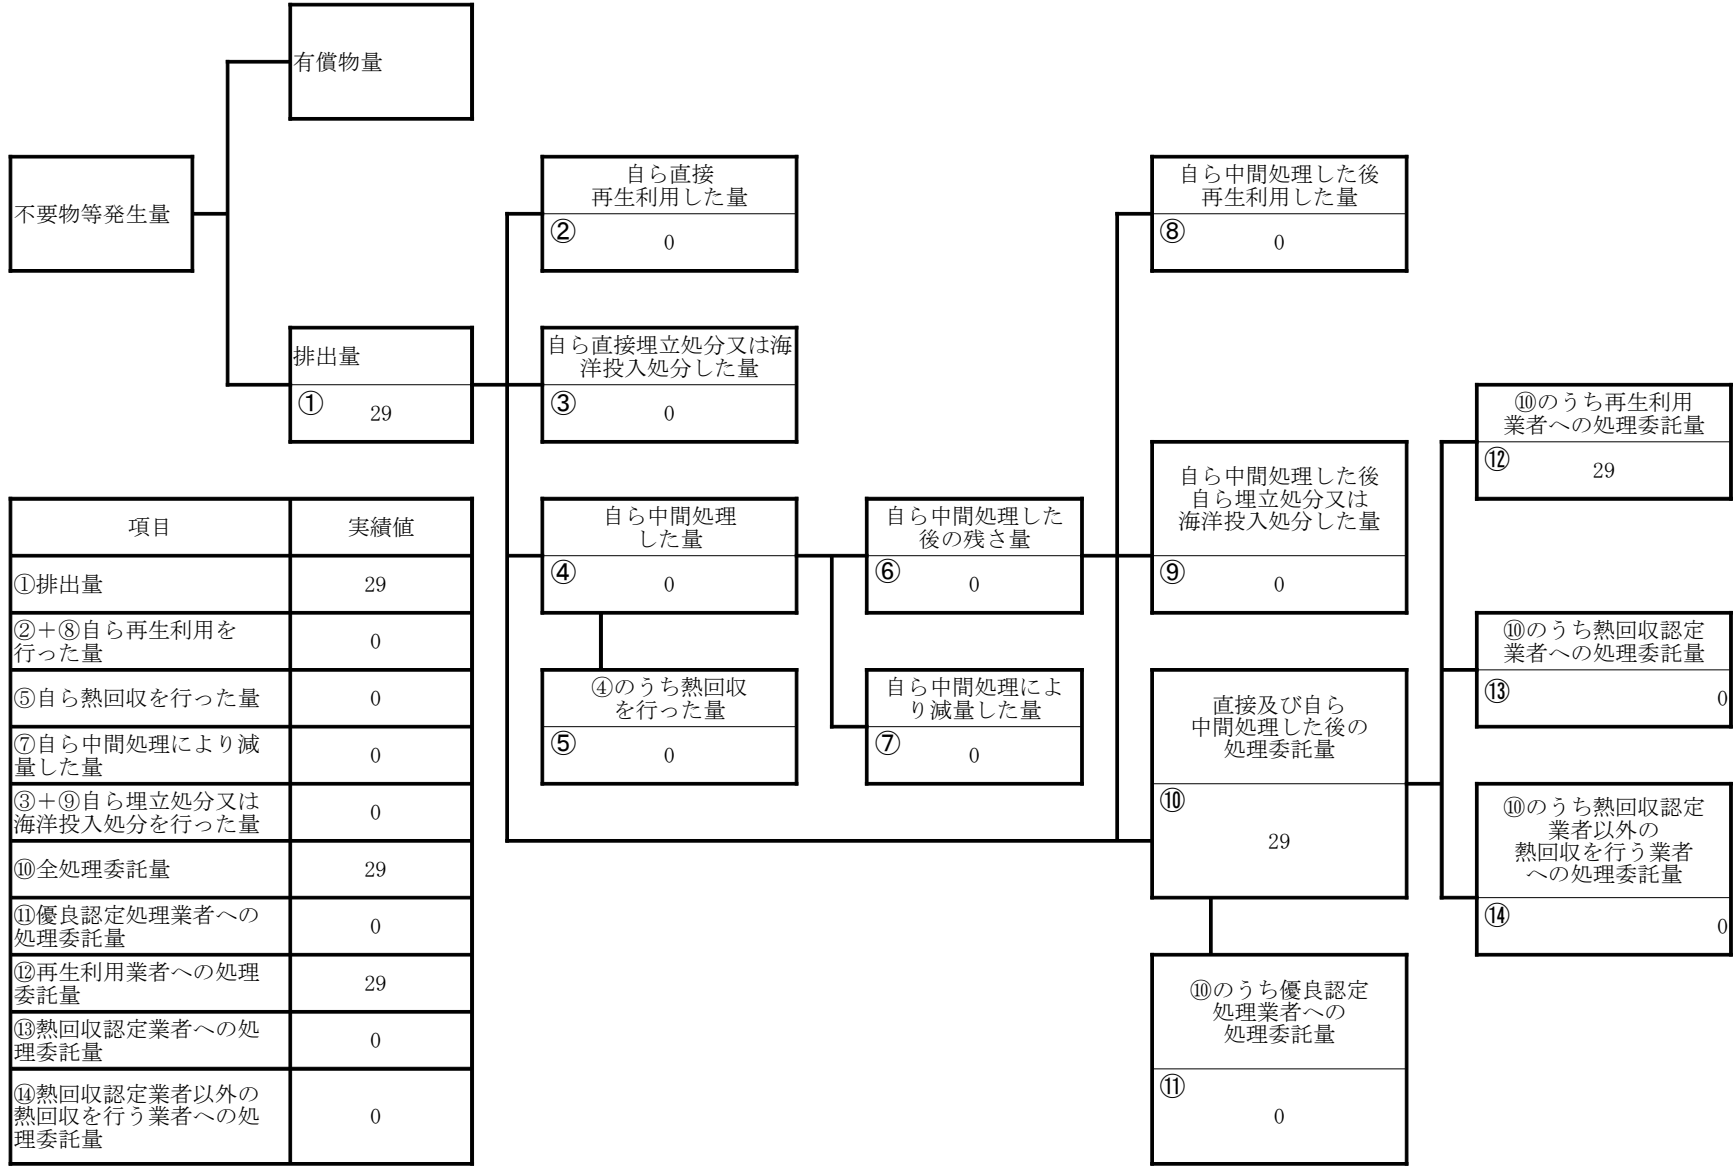 有償物量
不要物等発生量
自ら直接
再生利用した量
②
0
自ら中間処理した後
再生利用した量
⑧
0
排出量
①
29
自ら直接埋立処分又は海
洋投入処分した量
③
0
⑩のうち再生利用
業者への処理委託量
⑫
29
自ら中間処理
した量
④
0
自ら中間処理した
後の残さ量
⑥
0
自ら中間処理した後
自ら埋立処分又は
海洋投入処分した量
⑨
0
⑩のうち熱回収認定
業者への処理委託量
⑬
0
④のうち熱回収
を行った量
⑤
0
自ら中間処理によ
り減量した量
⑦
0
直接及び自ら
中間処理した後の
処理委託量
⑩
29
⑩のうち熱回収認定
業者以外の
熱回収を行う業者
への処理委託量
⑭
0
⑩のうち優良認定
処理業者への
処理委託量
⑪
0
項目 実績値
①排出量 29
②＋⑧自ら再生利用を
行った量 0
⑤自ら熱回収を行った量 0
⑦自ら中間処理により減
量した量 0
③＋⑨自ら埋立処分又は
海洋投入処分を行った量 0
⑩全処理委託量 29
⑪優良認定処理業者への
処理委託量 0
⑫再生利用業者への処理
委託量 29
⑬熱回収認定業者への処
理委託量 0
⑭熱回収認定業者以外の
熱回収を行う業者への処
理委託量 0